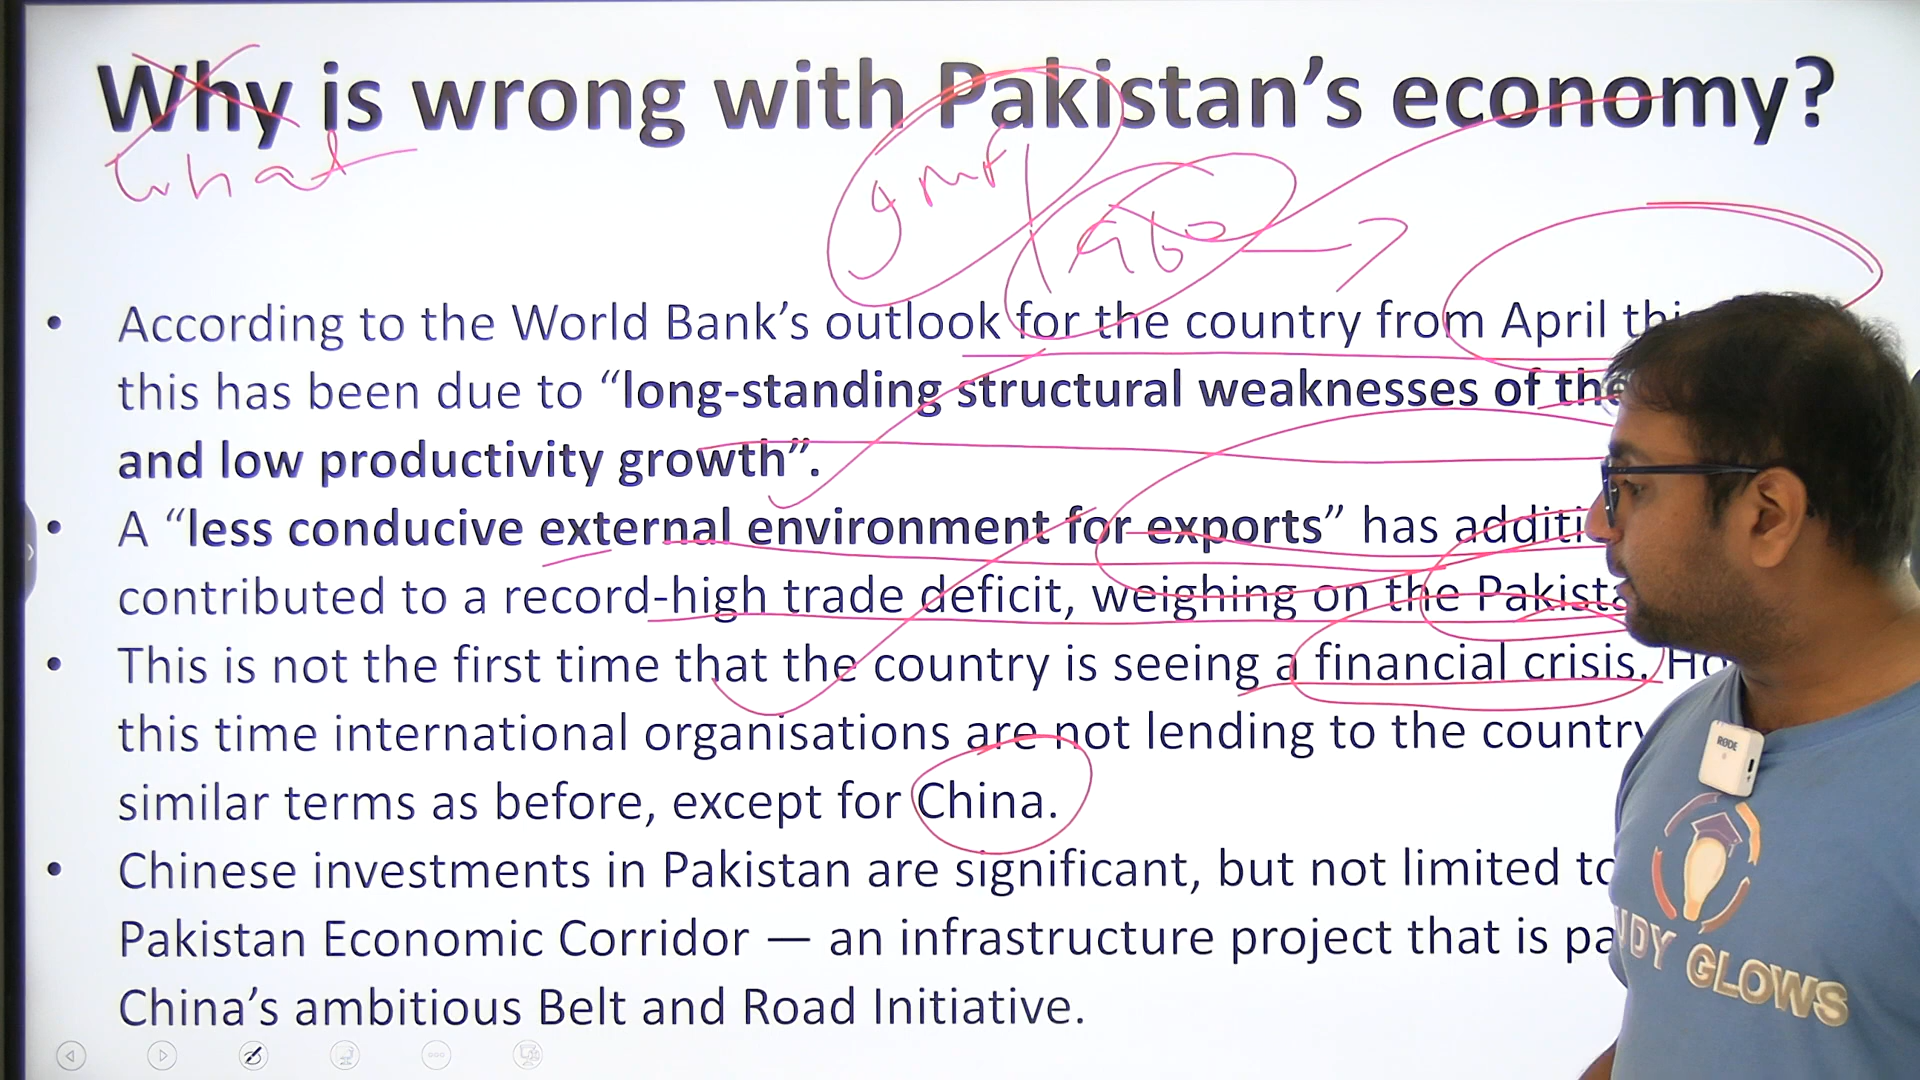 Why is wrong with Pakistan's economy?
What
• According to the World Bank's outlook for the country from April
this has been due to “long-standing structural weaknesses of the
and low productivity growth”.
• A “less conducive external environment for exports” has
contributed to a record-high trade deficit, weighing on the
• This is not the first time that the country is seeing a financial crisis.
this time international organisations are not lending to the country
similar terms as before, except for China.
• Chinese investments in Pakistan are significant, but not limited to
Pakistan Economic Corridor — an infrastructure project that is
China's ambitious Belt and Road Initiative.
RØDE
UDY GLOWS